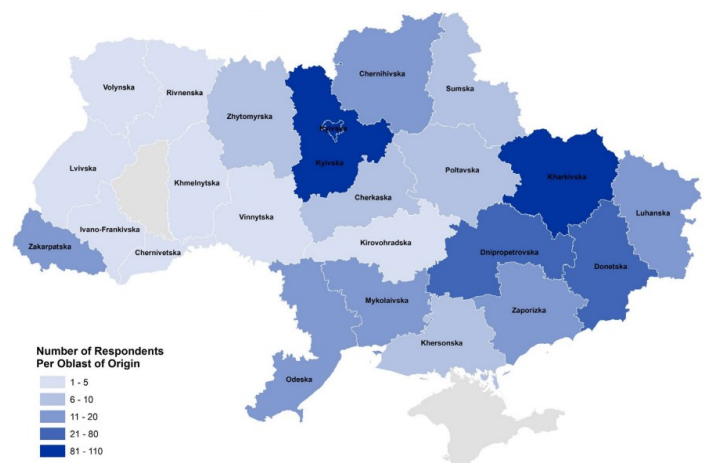 Chernihivska
Volynska
Rivnenska
Sumska
Zhytomyrska
Kyivska
Lvivska
Khmelnytska
Poltavska
Kharkivska
Cherkaska
Luhanska
Vinnytska
Ivano-Frankivska
Zakarpatska
Chernivetska
Kirovohradska
Dnipropetrovska
Donetska
Mykolaivska
Zaporizka
Khersonska
Odeska
Number of Respondents
Per Oblast of Origin
1 - 5
6 - 10
11 - 20
21 - 80
81 - 110